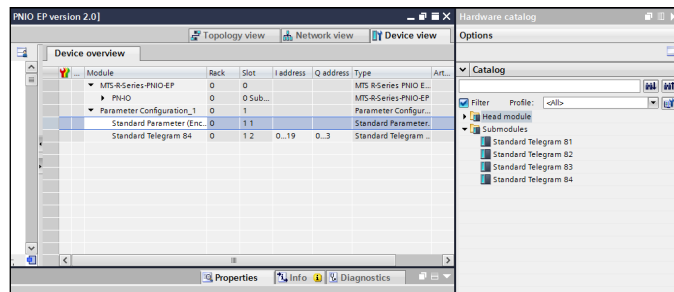 PNIO EP version 2.0]
Topology view Network view Device view
Device overview
... Module Rack Slot I address Q address Type Art...
MTS-R-Series-PNIO-EP 0 0 MTS R-Series PNIO E...
PN-IO 0 0 Sub... MTS-R-Series-PNIO-EP
Parameter Configuration_1 0 1 Parameter Configur...
Standard Parameter (Enc... 0 1 1 Standard Parameter...
Standard Telegram 84 0 1 2 0...19 0...3 Standard Telegram ...
Properties Info Diagnostics
Hardware catalog
Options
Catalog
Filter Profile: <All>
Head module
Submodules
Standard Telegram 81
Standard Telegram 82
Standard Telegram 83
Standard Telegram 84